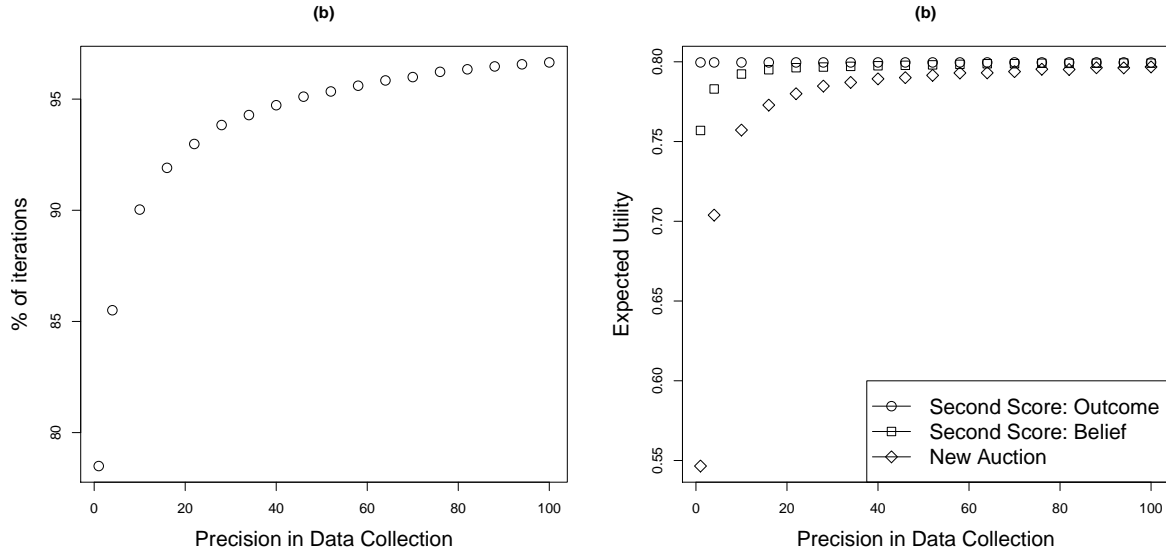 (b)
% of iterations
95
90
85
80
0 20 40 60 80 100
Precision in Data Collection
(b)
Expected Utility
0.80
0.75
0.70
0.65
0.60
0.55
Second Score: Outcome
Second Score: Belief
New Auction
0 20 40 60 80 100
Precision in Data Collection